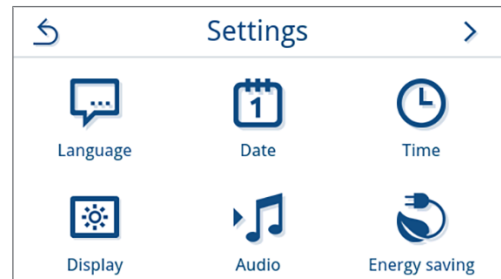 Settings
...
1
Language
Date
Time
Display
Audio
Energy saving